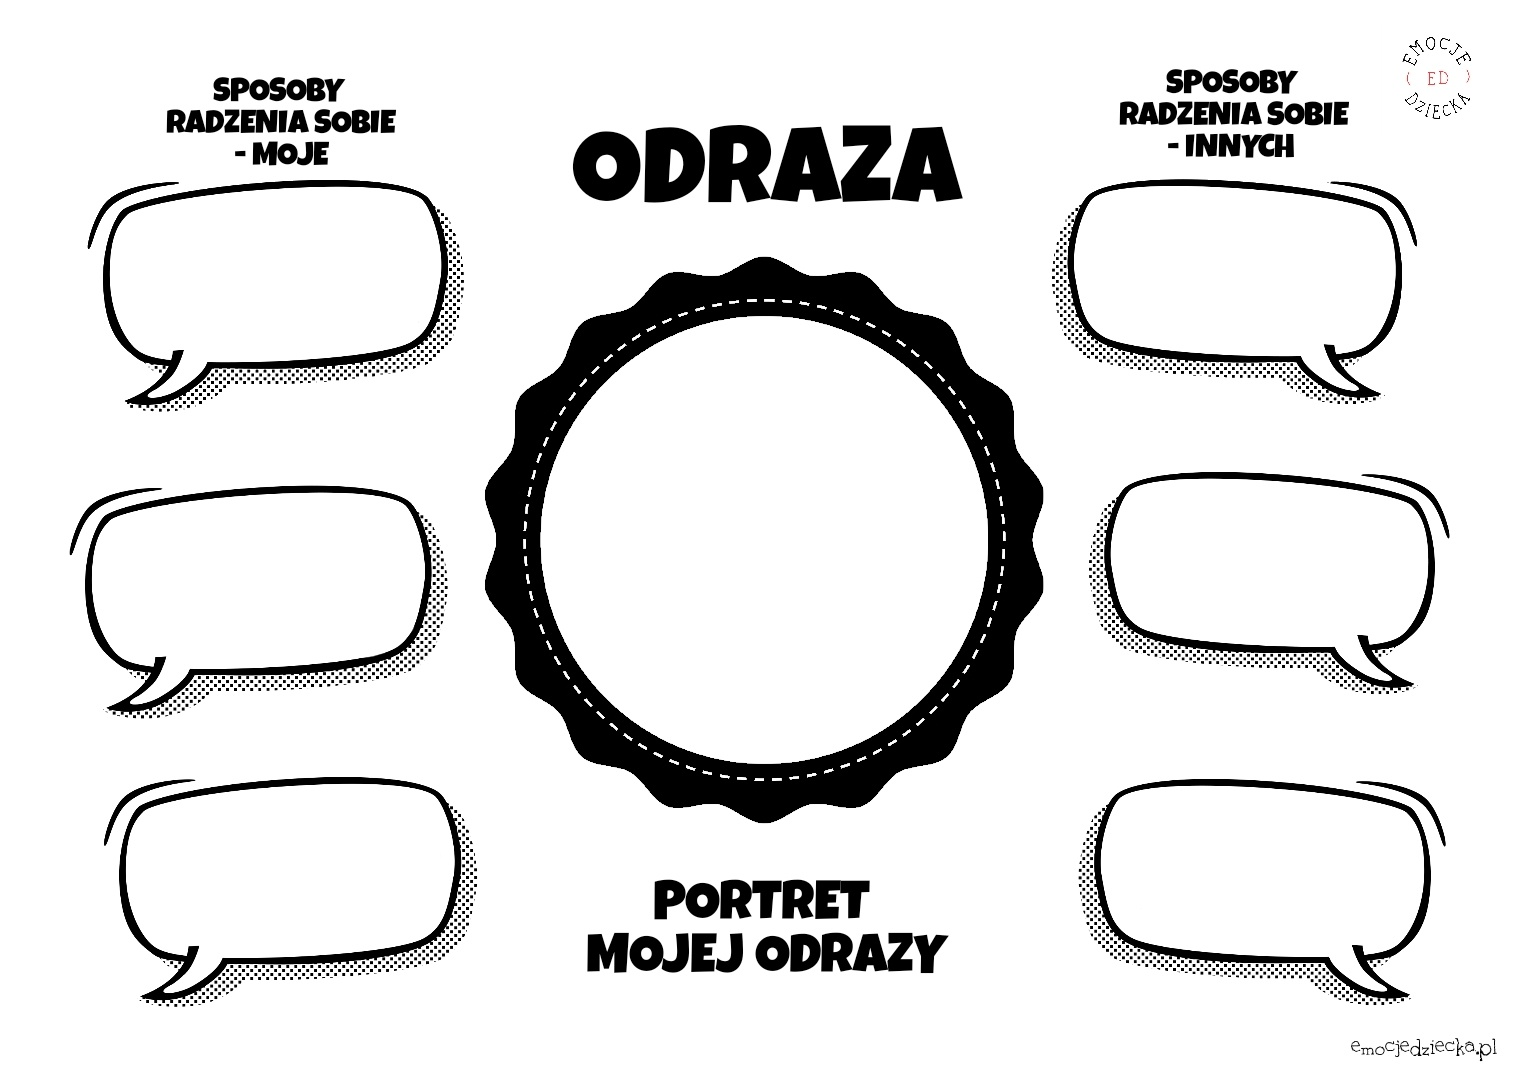 SPOSOBY
RADZENIA SOBIE
- MOJE
ODRAZA
SPOSOBY
RADZENIA SOBIE
- INNYCH
EMOCJE
( ED )
DZIECKA
PORTRET
MOJEJ ODRAZY
emocjedziecka.pl